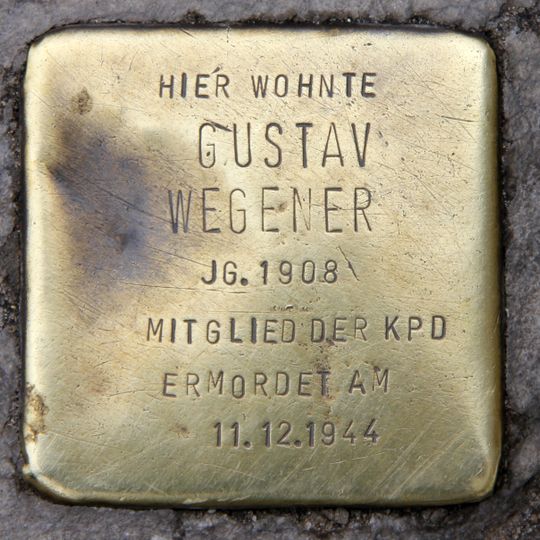 HIER WOHNTE
GUSTAV
WEGENER
JG. 1908
MITGLIED DER KPD
ERMORDET AM
11.12.1944